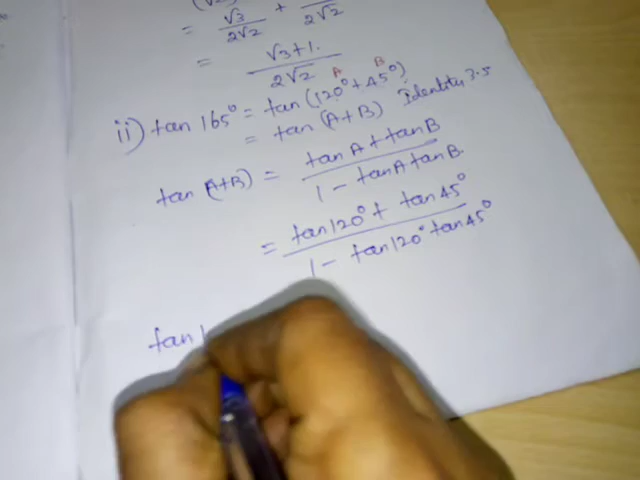 = √3/2√2 + /2√2
= √3+1./2√2
A B
ii) tan 165° = tan (120° + 45°)
= tan (A+B) Identity 3.5
tan (A+B) = tan A + tan B/1 - tan A tan B.
= tan 120° + tan 45°/1 - tan 120° tan 45°
tan 1